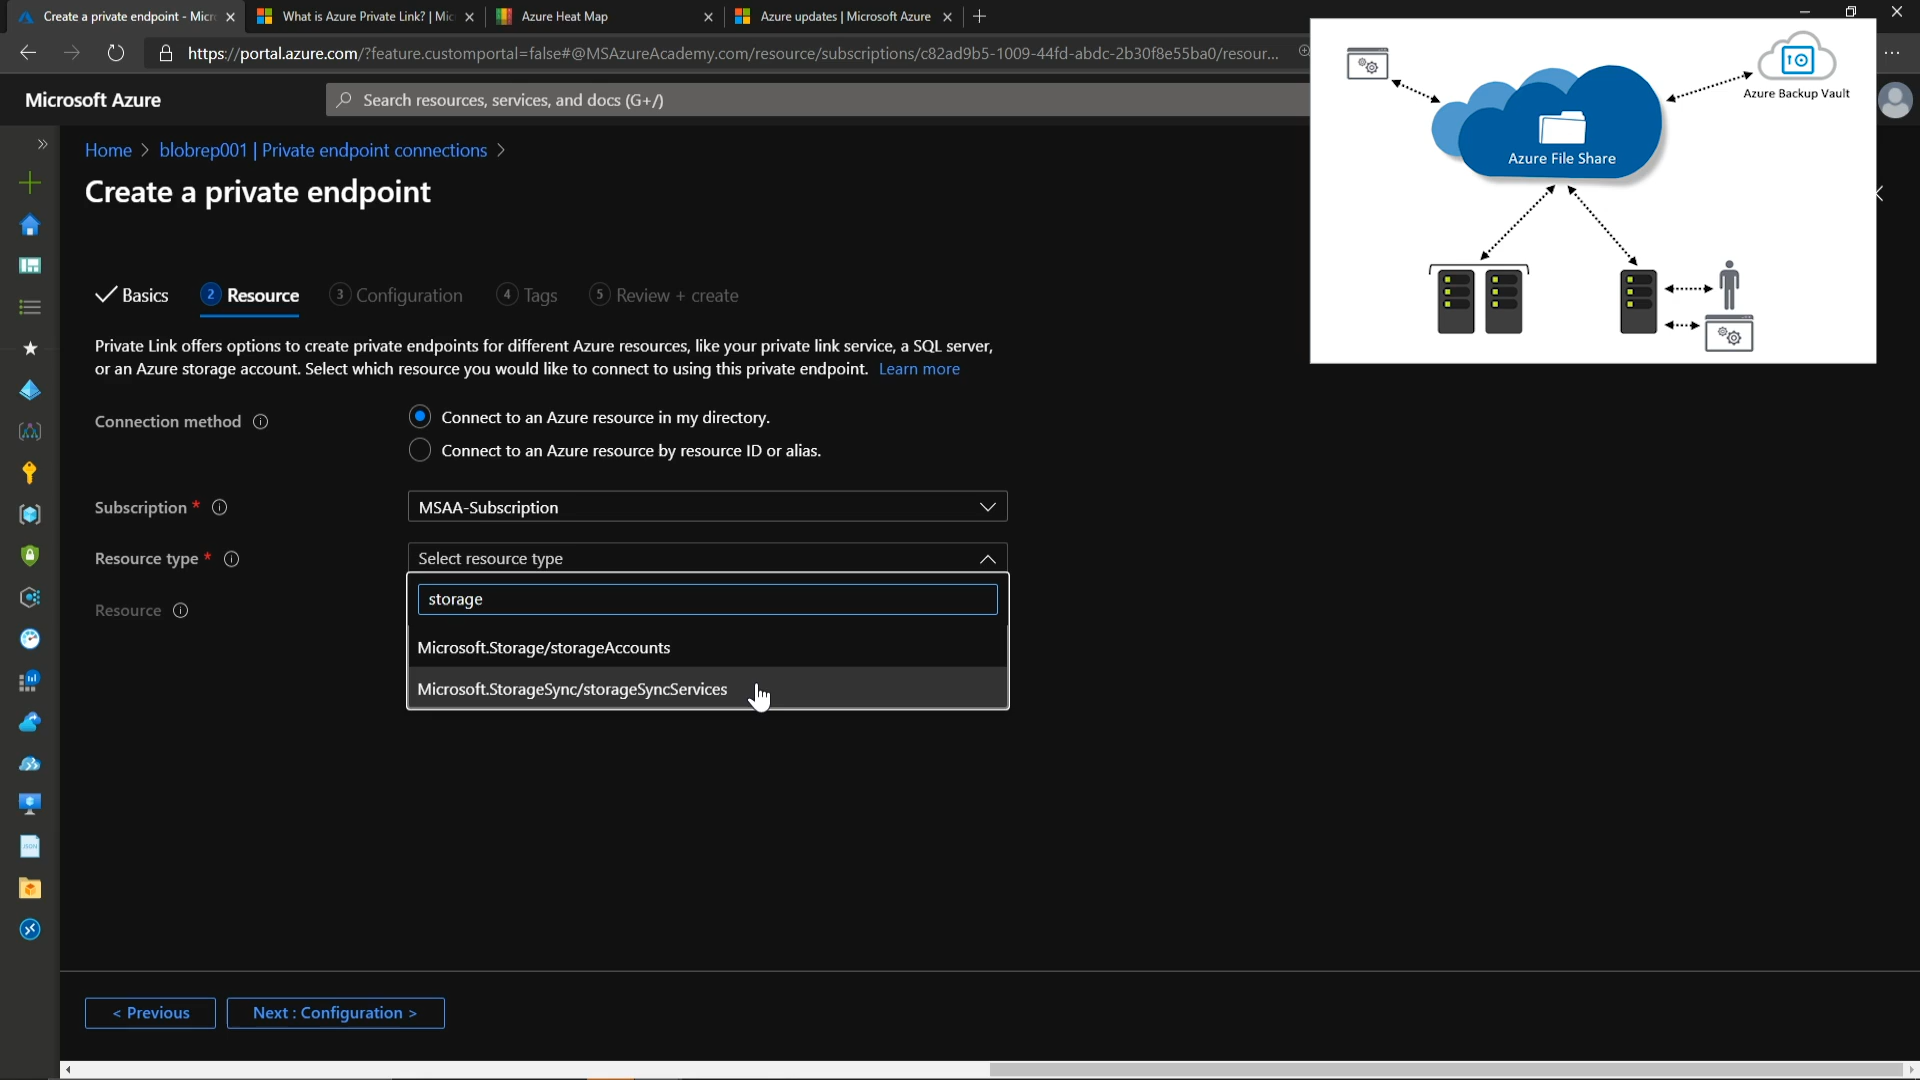 Create a private endpoint - Micr
What is Azure Private Link? | Mic
Azure Heat Map
Azure updates | Microsoft Azure
https://portal.azure.com/?feature.customportal=false#@MSAzureAcademy.com/resource/subscriptions/c82ad9b5-1009-44fd-abdc-2b30f8e55ba0/resour...
Microsoft Azure
Search resources, services, and docs (G+/)
Azure Backup Vault
Azure File Share
Home > blobrep001 | Private endpoint connections >
Create a private endpoint
Basics
2 Resource
3 Configuration
4 Tags
5 Review + create
Private Link offers options to create private endpoints for different Azure resources, like your private link service, a SQL server,
or an Azure storage account. Select which resource you would like to connect to using this private endpoint. Learn more
Connection method
Connect to an Azure resource in my directory.
Connect to an Azure resource by resource ID or alias.
Subscription *
MSAA-Subscription
Resource type *
Select resource type
storage
Resource
Microsoft.Storage/storageAccounts
Microsoft.StorageSync/storageSyncServices
< Previous
Next : Configuration >